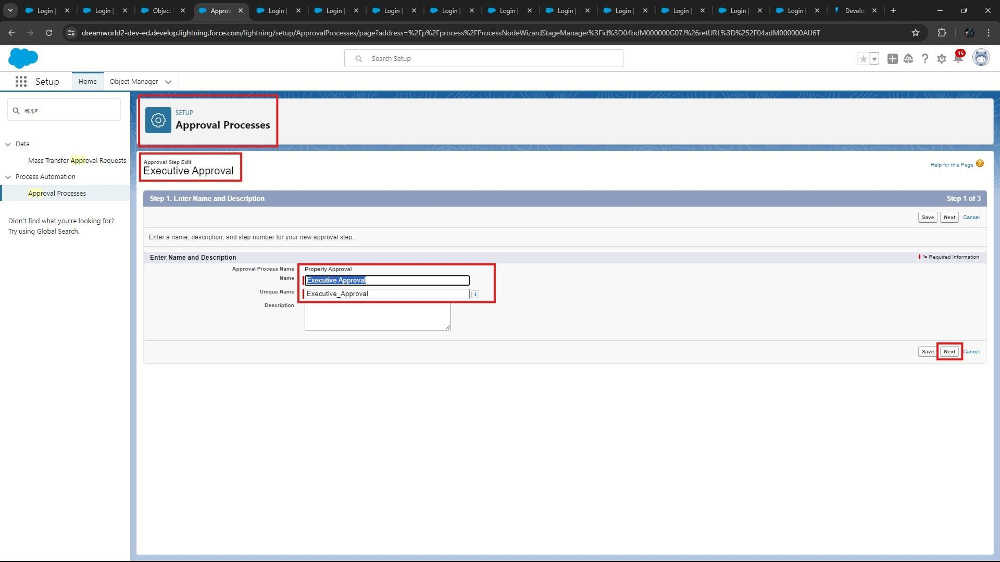 Login |
Login |
Object
Approv
Login |
Login |
Login |
Login |
Login |
Login |
Login |
Login |
Login |
Login |
Develo
dreamworld2-dev-ed.develop.lightning.force.com/lightning/setup/ApprovalProcesses/page?address=%2Fp%2Fprocess%2FProcessNodeWizardStageManager%3Fid%3D04bdM000000G07J%26retURL%3D%252F04adM000000AU6T
Search Setup
15
Setup
Home
Object Manager
appr
Data
Mass Transfer Approval Requests
Process Automation
Approval Processes
Didn't find what you're looking for?
Try using Global Search.
SETUP
Approval Processes
Approval Step Edit
Executive Approval
Help for this Page
Step 1. Enter Name and Description
Step 1 of 3
Save Next Cancel
Enter a name, description, and step number for your new approval step.
Enter Name and Description
= Required Information
Approval Process Name Property Approval
Name Executive Approval
Unique Name Executive_Approval i
Description
Save Next Cancel